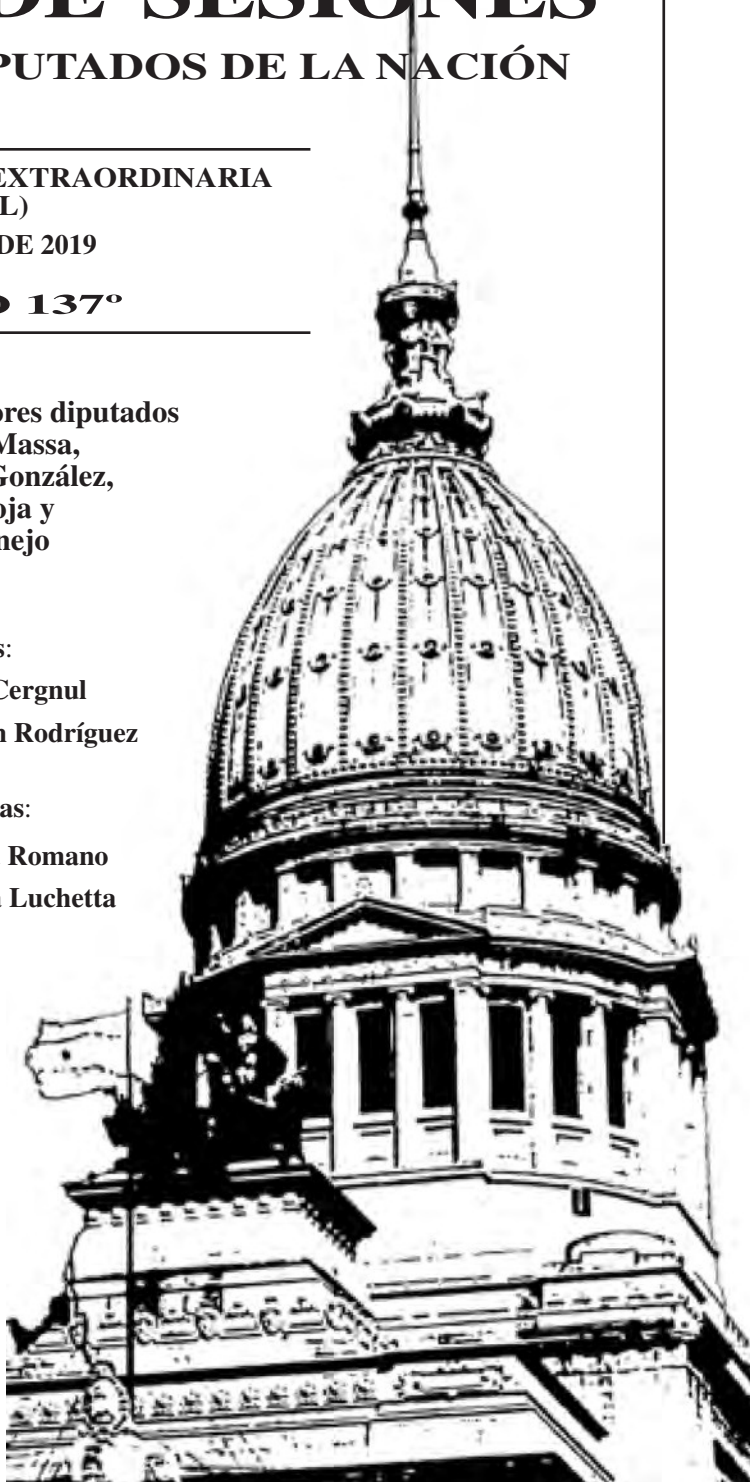 DE SESIONES
PUTADOS DE LA NACIÓN
EXTRAORDINARIA
L)
DE 2019
O 137º
ores diputados
Massa,
González,
oja y
nejo
s:
Cergnul
n Rodríguez
as:
Romano
a Luchetta